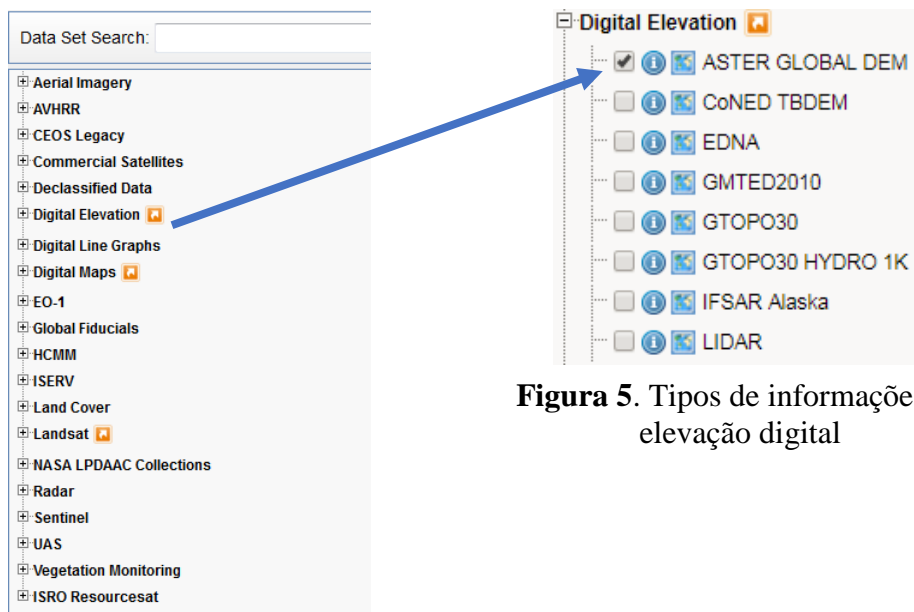 Data Set Search:
Aerial Imagery
AVHRR
CEOS Legacy
Commercial Satellites
Declassified Data
Digital Elevation
Digital Line Graphs
Digital Maps
EO-1
Global Fiducials
HCMM
ISERV
Land Cover
Landsat
NASA LPDAAC Collections
Radar
Sentinel
UAS
Vegetation Monitoring
ISRO Resourcesat
Digital Elevation
ASTER GLOBAL DEM
CoNED TBDEM
EDNA
GMTED2010
GTOPO30
GTOPO30 HYDRO 1K
IFSAR Alaska
LIDAR
Figura 5. Tipos de informaçõe
elevação digital